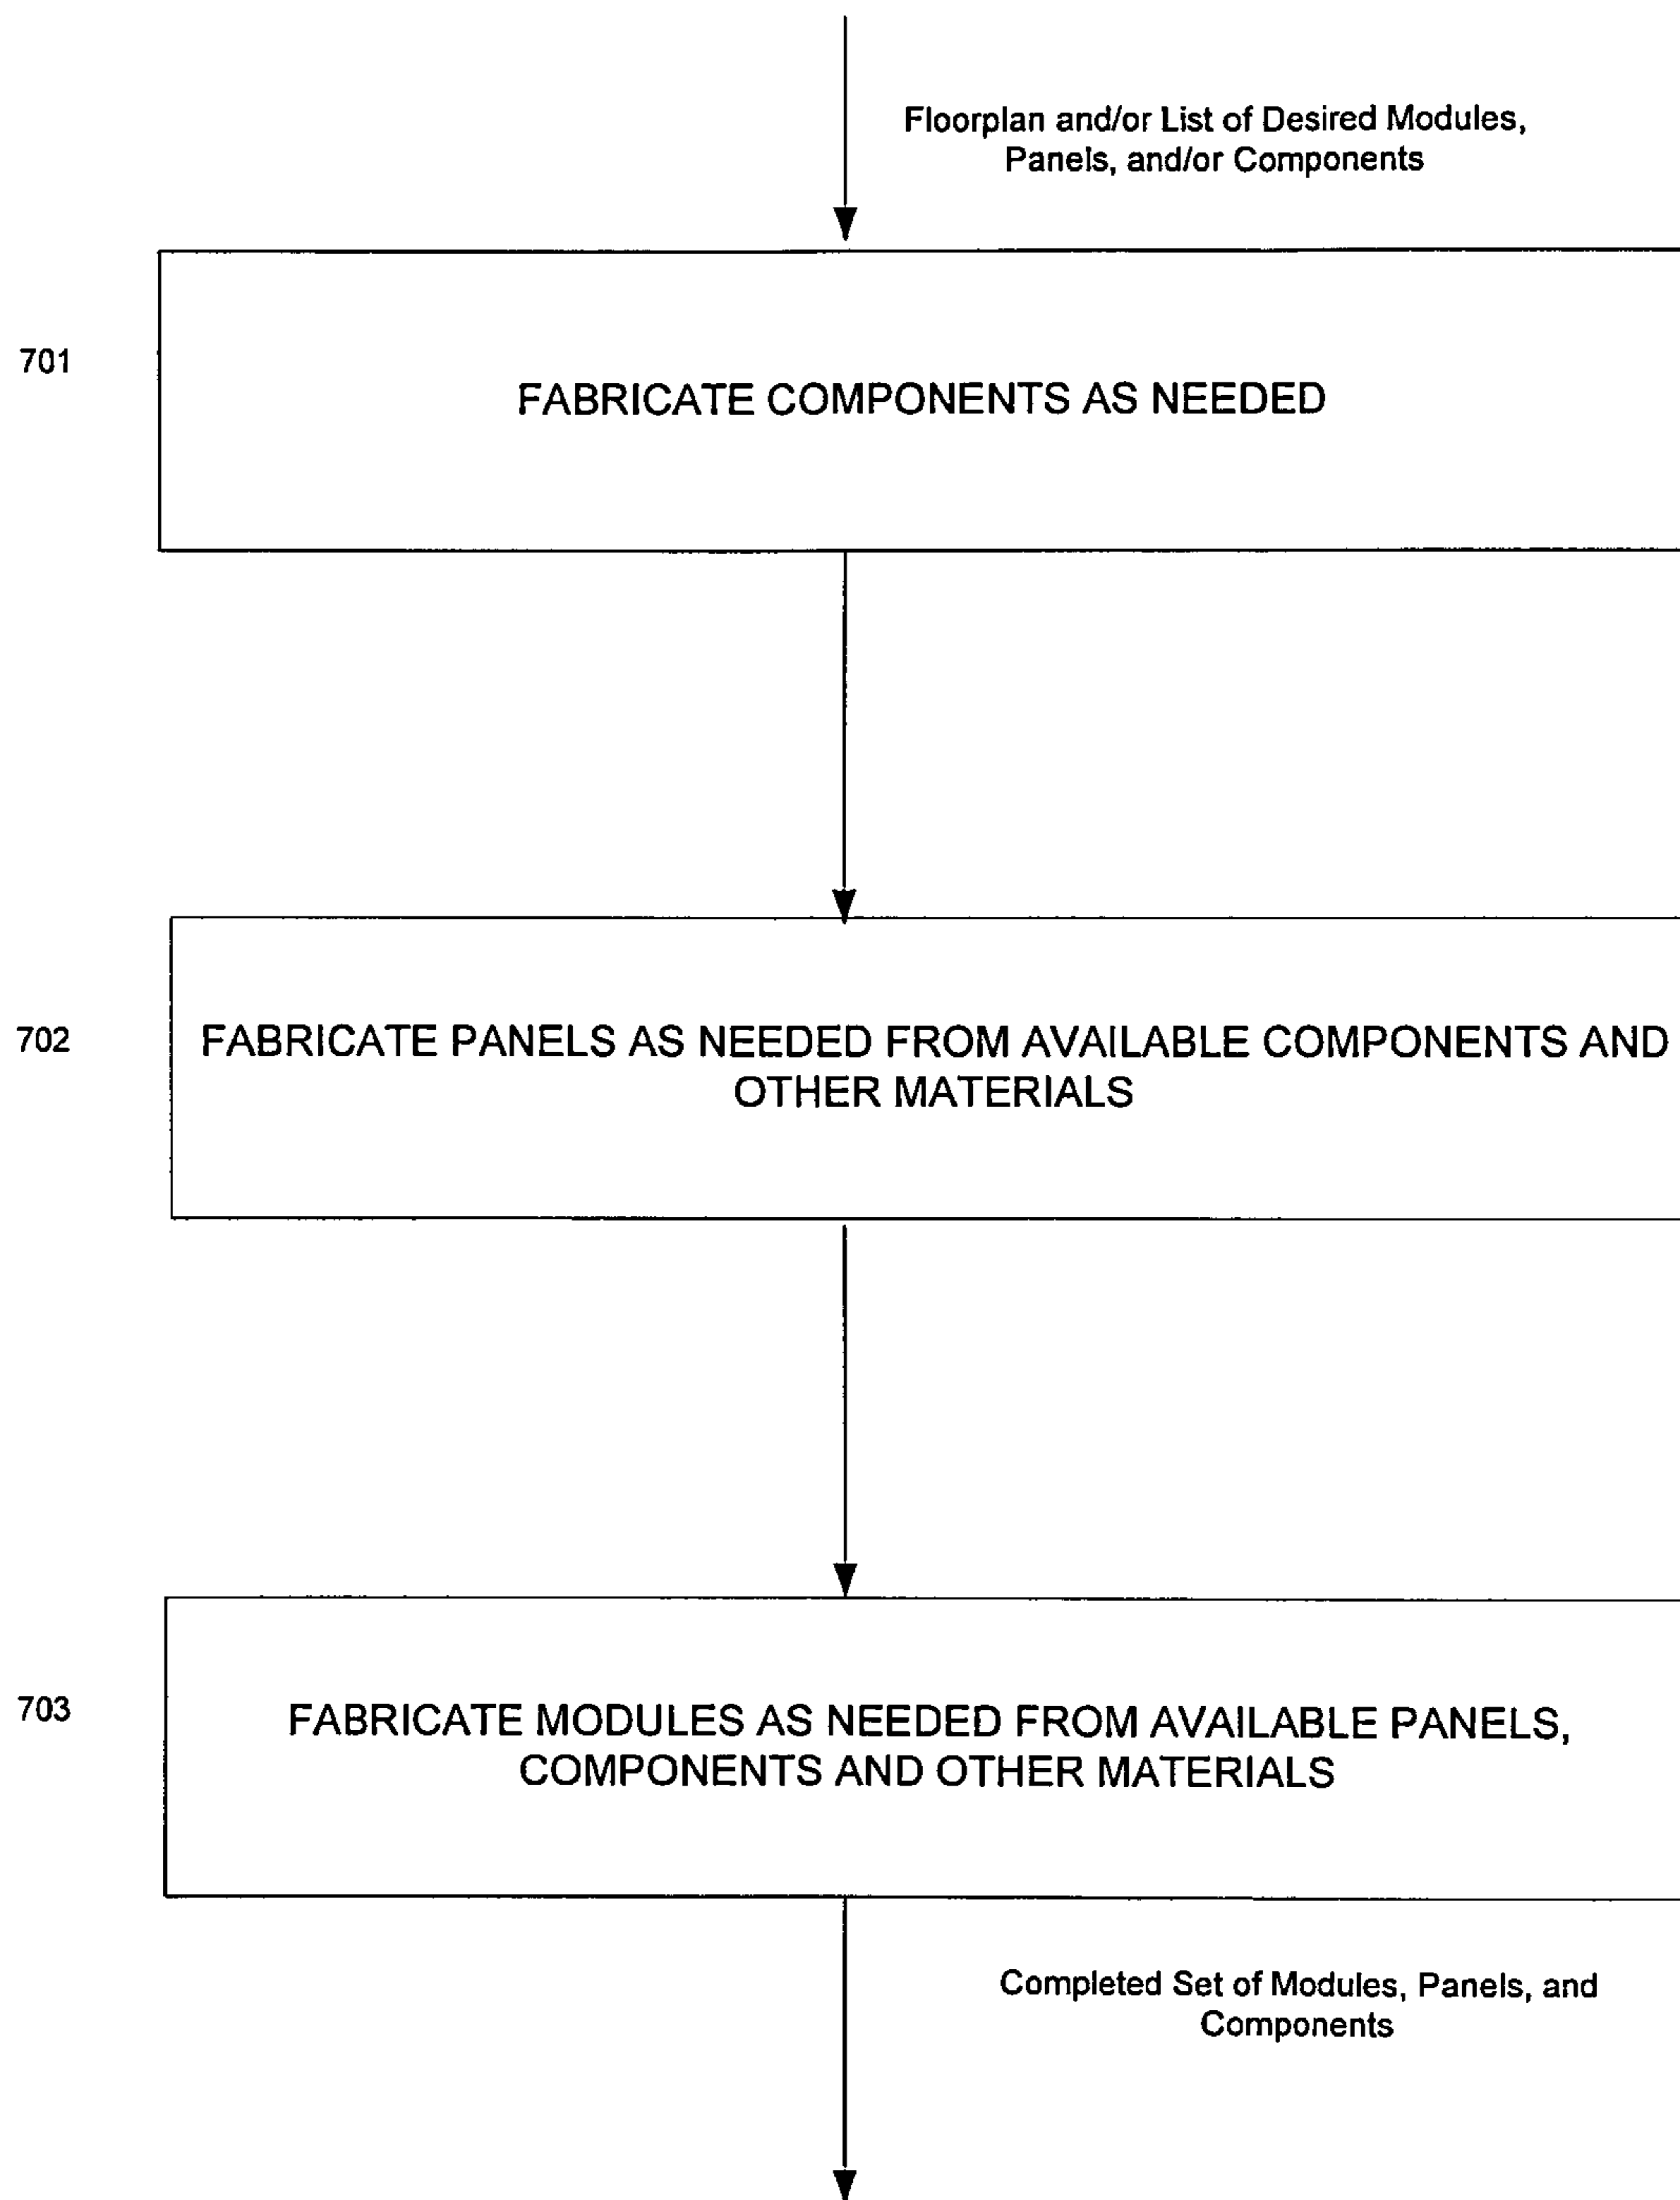 Floorplan and/or List of Desired Modules,
Panels, and/or Components
701
FABRICATE COMPONENTS AS NEEDED
702
FABRICATE PANELS AS NEEDED FROM AVAILABLE COMPONENTS AND
OTHER MATERIALS
703
FABRICATE MODULES AS NEEDED FROM AVAILABLE PANELS,
COMPONENTS AND OTHER MATERIALS
Completed Set of Modules, Panels, and
Components